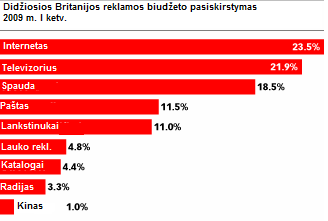 Didžiosios Britanijos reklamos biudžeto pasiskirstymas
2009 m. I ketv.
Internetas 23.5%
Televizorius 21.9%
Spauda 18.5%
Paštas 11.5%
Lankstinukai 11.0%
Lauko rekl. 4.8%
Katalogai 4.4%
Radijas 3.3%
Kinas 1.0%